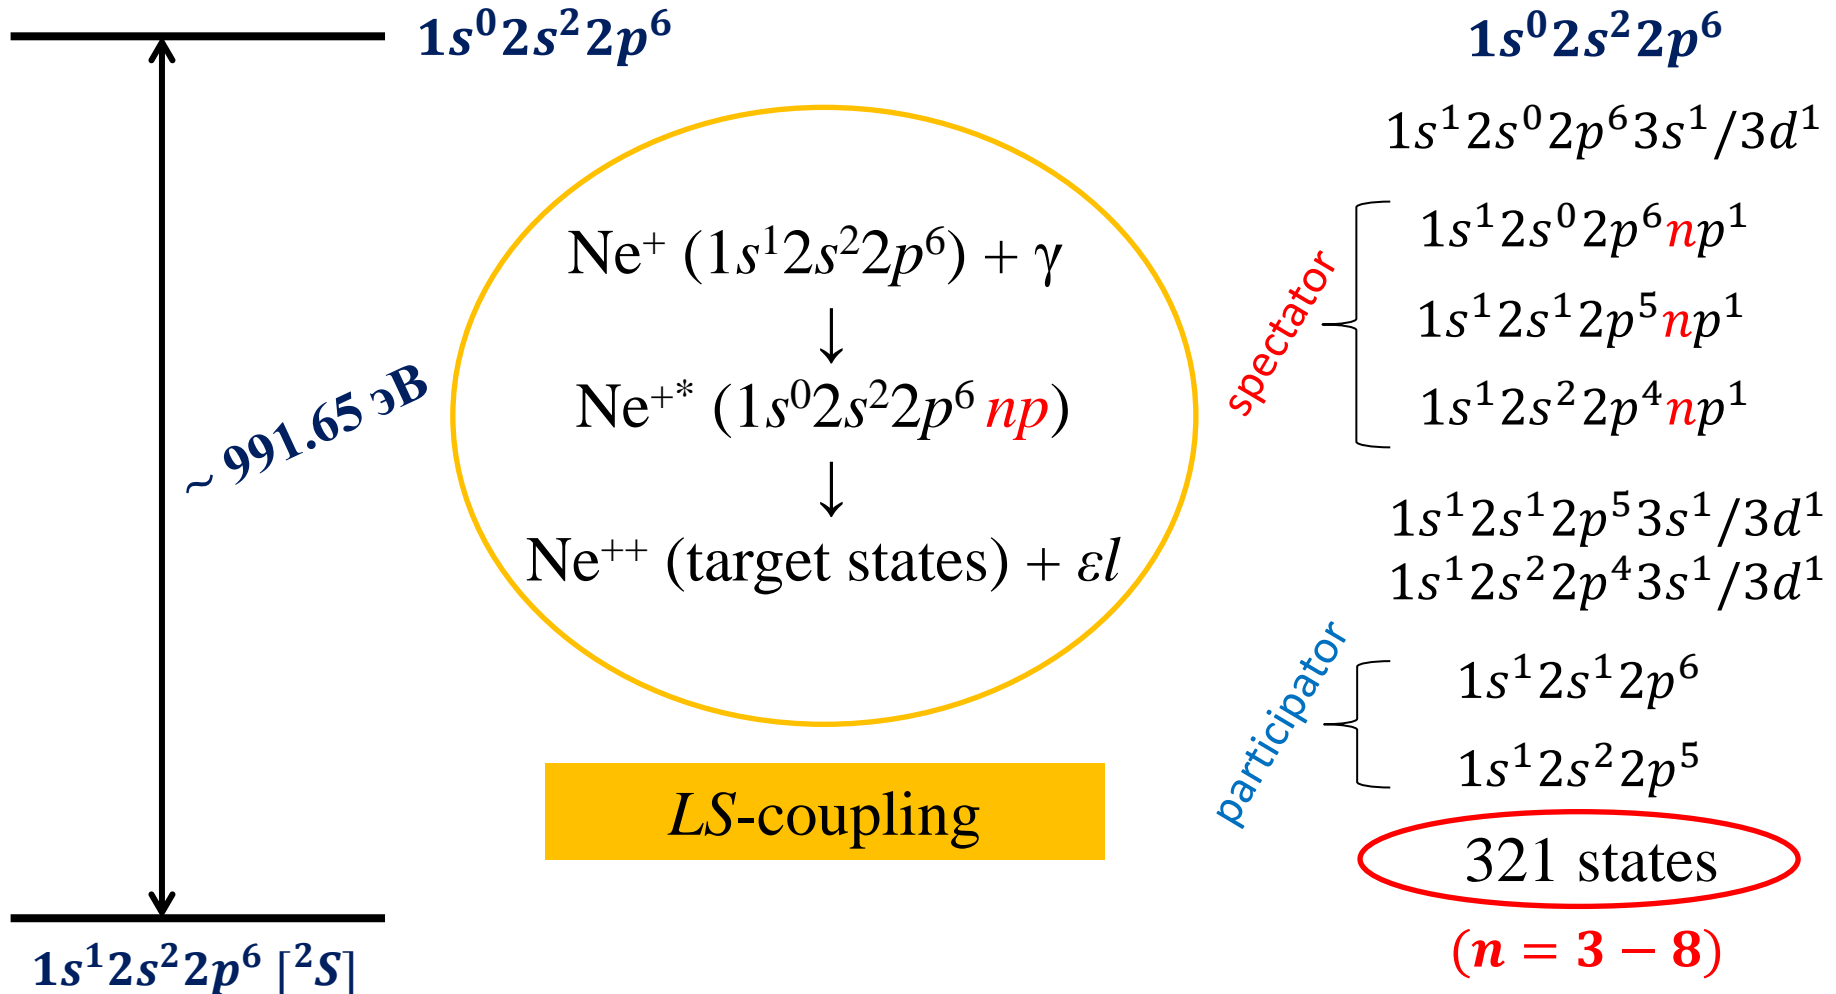 1s⁰2s²2p⁶
~ 991.65 эВ
1s¹2s²2p⁶ [²S]
Ne⁺ (1s¹2s²2p⁶) + γ
↓
Ne⁺* (1s⁰2s²2p⁶ np)
↓
Ne⁺⁺ (target states) + εl
LS-coupling
1s⁰2s²2p⁶
1s¹2s⁰2p⁶3s¹/3d¹
spectator
1s¹2s⁰2p⁶np¹
1s¹2s¹2p⁵np¹
1s¹2s²2p⁴np¹
1s¹2s¹2p⁵3s¹/3d¹
1s¹2s²2p⁴3s¹/3d¹
participator
1s¹2s¹2p⁶
1s¹2s²2p⁵
321 states
(n = 3 − 8)